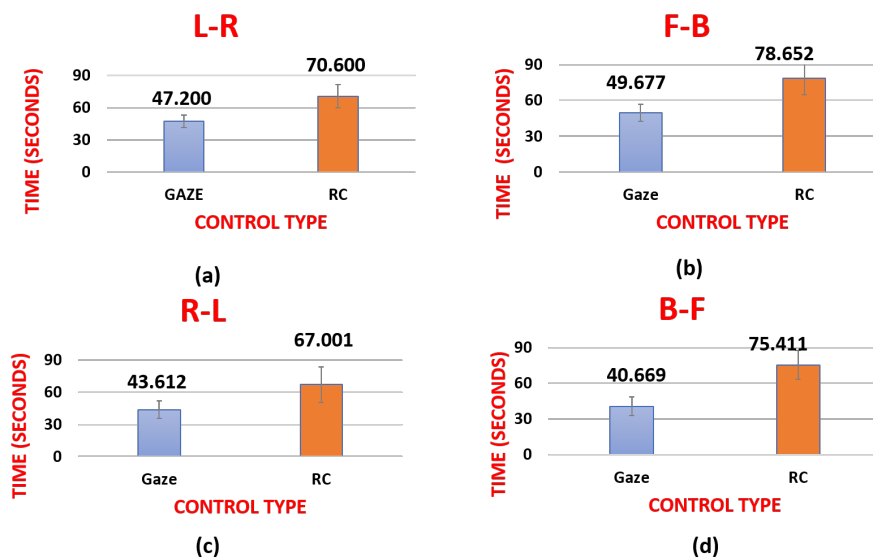 L-R
TIME (SECONDS)
90
60
30
0
47.200
70.600
GAZE
RC
CONTROL TYPE
(a)
F-B
TIME (SECONDS)
90
60
30
0
49.677
78.652
Gaze
RC
CONTROL TYPE
(b)
R-L
TIME (SECONDS)
90
60
30
0
43.612
67.001
Gaze
RC
CONTROL TYPE
(c)
B-F
TIME (SECONDS)
90
60
30
0
40.669
75.411
Gaze
RC
CONTROL TYPE
(d)